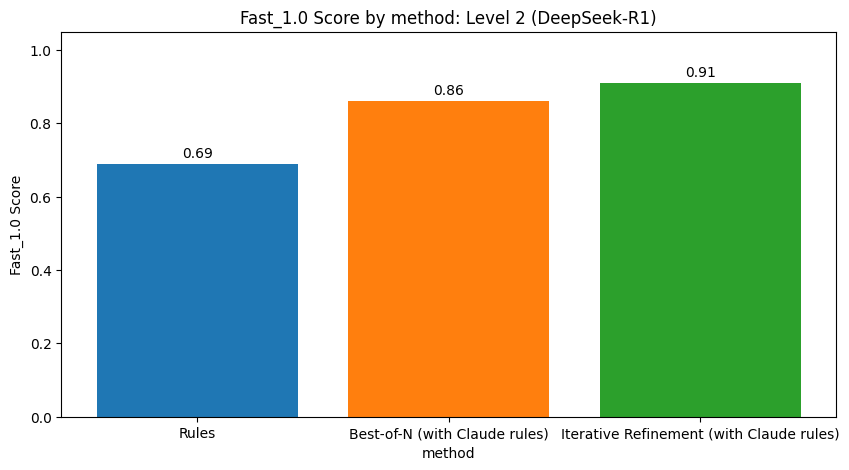 Fast_1.0 Score by method: Level 2 (DeepSeek-R1)
Fast_1.0 Score
1.0
0.8
0.6
0.4
0.2
0.0
0.69
0.86
0.91
Rules
Best-of-N (with Claude rules)
Iterative Refinement (with Claude rules)
method